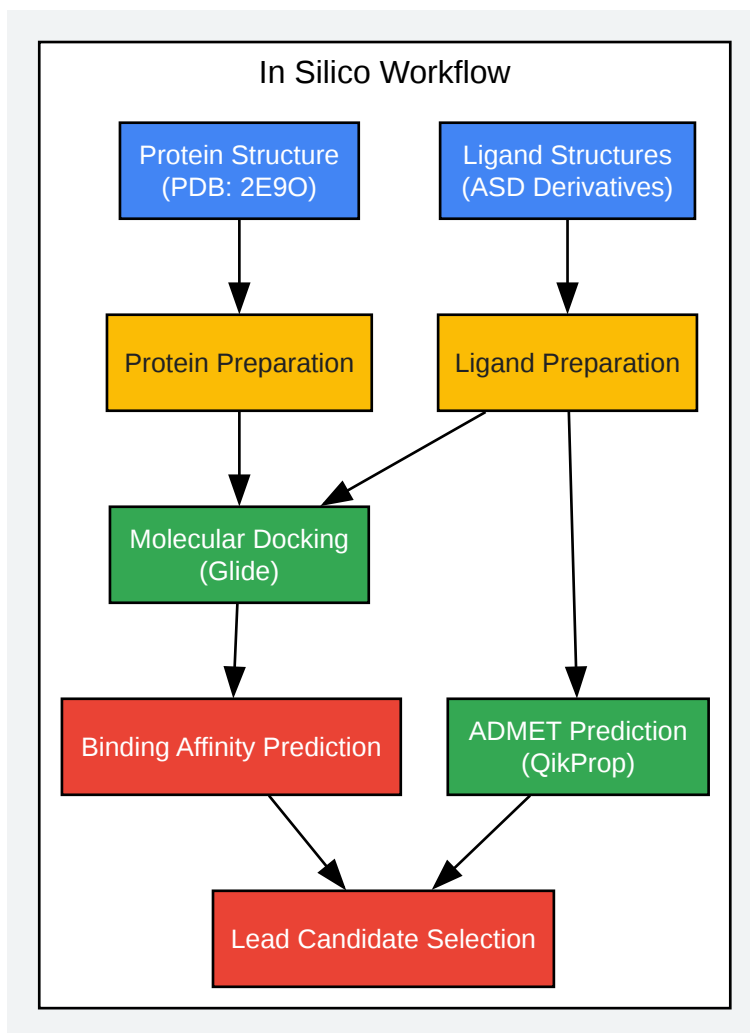 In Silico Workflow
Protein Structure
(PDB: 2E9O)
Ligand Structures
(ASD Derivatives)
Protein Preparation
Ligand Preparation
Molecular Docking
(Glide)
Binding Affinity Prediction
ADMET Prediction
(QikProp)
Lead Candidate Selection